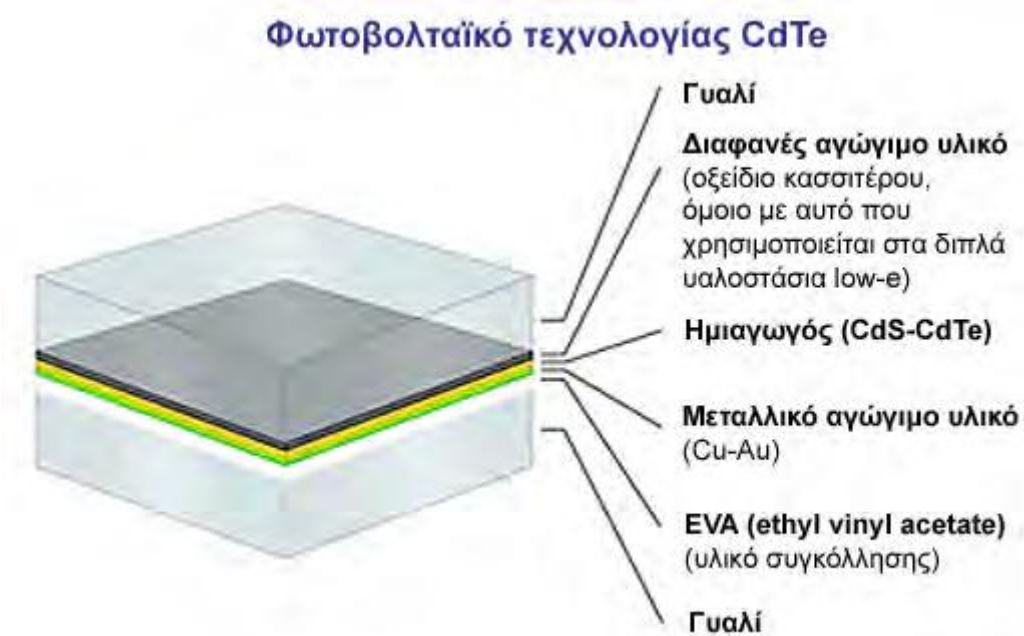 Φωτοβολταϊκό τεχνολογίας CdTe
Γυαλί
Διαφανές αγώγιμο υλικό
(οξείδιο κασσιτέρου,
όμοιο με αυτό που
χρησιμοποιείται στα διπλά
υαλοστάσια low-e)
Ημιαγωγός (CdS-CdTe)
Μεταλλικό αγώγιμο υλικό
(Cu-Au)
EVA (ethyl vinyl acetate)
(υλικό συγκόλλησης)
Γυαλί